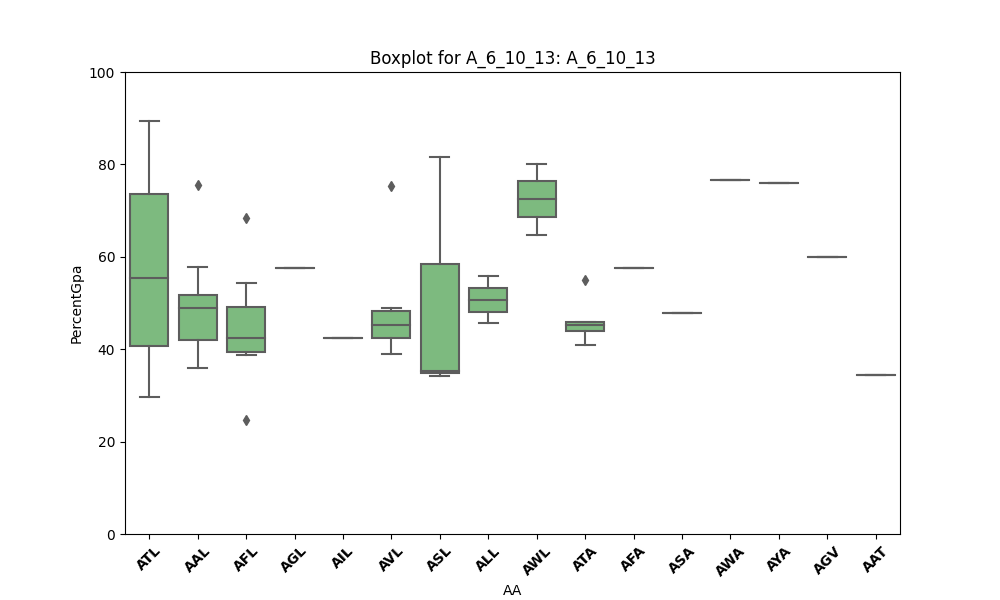 Boxplot for A_6_10_13: A_6_10_13
100
80
60
40
20
0
PercentGpa
ATL AAL AFL AGL AIL AVL ASL ALL AWL ATA AFA ASA AWA AYA AGV AAT
AA